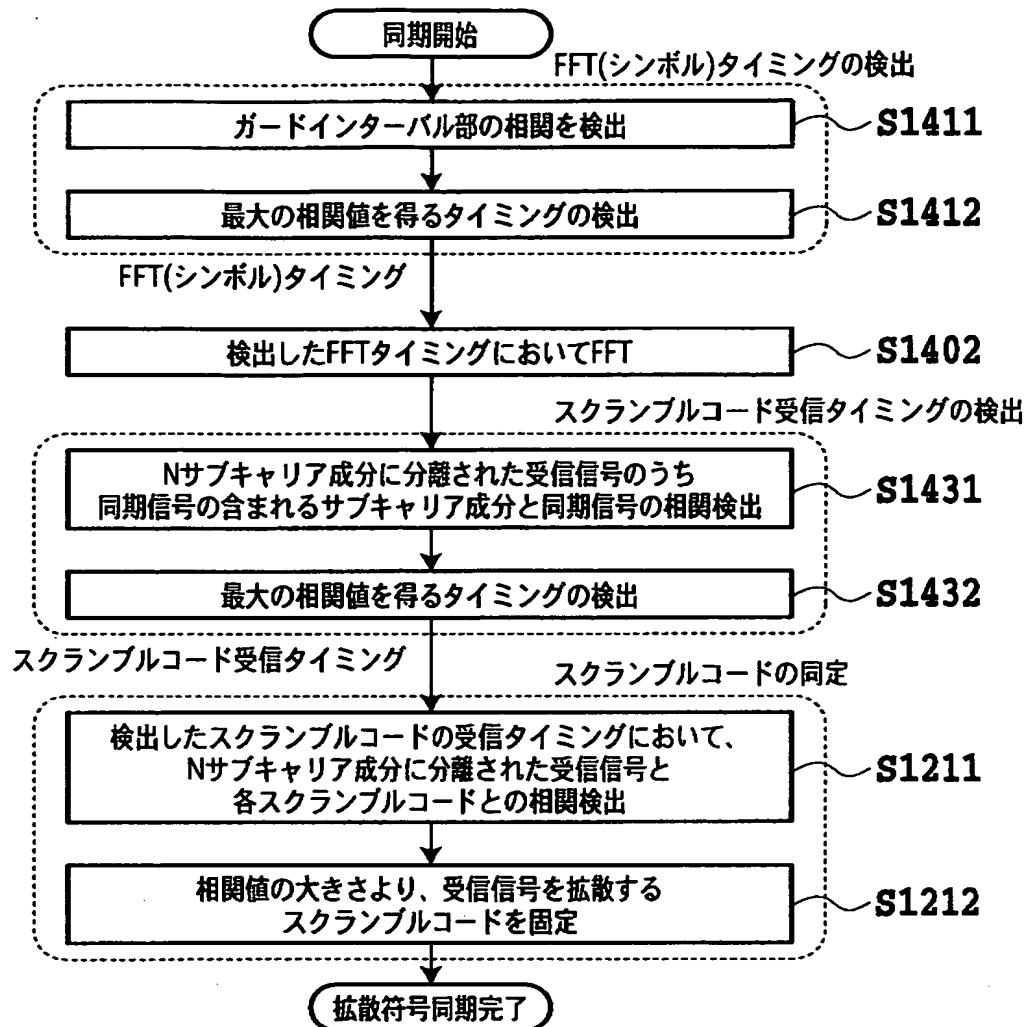 同期開始
FFT(シンボル)タイミングの検出
ガードインターバル部の相関を検出
S1411
最大の相関値を得るタイミングの検出
S1412
FFT(シンボル)タイミング
検出したFFTタイミングにおいてFFT
S1402
スクランブルコード受信タイミングの検出
Nサブキャリア成分に分離された受信信号のうち
同期信号の含まれるサブキャリア成分と同期信号の相関検出
S1431
最大の相関値を得るタイミングの検出
S1432
スクランブルコード受信タイミング
スクランブルコードの同定
検出したスクランブルコードの受信タイミングにおいて、
Nサブキャリア成分に分離された受信信号と
各スクランブルコードとの相関検出
S1211
相関値の大きさより、受信信号を拡散する
スクランブルコードを固定
S1212
拡散符号同期完了